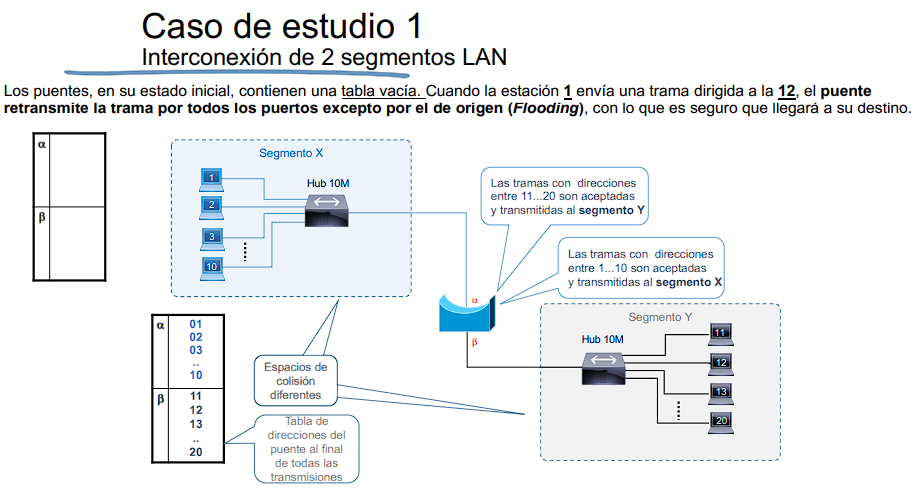 Caso de estudio 1
Interconexión de 2 segmentos LAN
Los puentes, en su estado inicial, contienen una tabla vacía. Cuando la estación 1 envía una trama dirigida a la 12, el puente
retransmite la trama por todos los puertos excepto por el de origen (Flooding), con lo que es seguro que llegará a su destino.
α
β
Segmento X
1
2
3
10
Hub 10M
Las tramas con direcciones
entre 11...20 son aceptadas
y transmitidas al segmento Y
Las tramas con direcciones
entre 1...10 son aceptadas
y transmitidas al segmento X
α
β
Segmento Y
Hub 10M
11
12
13
20
Espacios de
colisión
diferentes
α
01
02
03
..
10
β
11
12
13
..
20
Tabla de
direcciones del
puente al final
de todas las
transmisiones